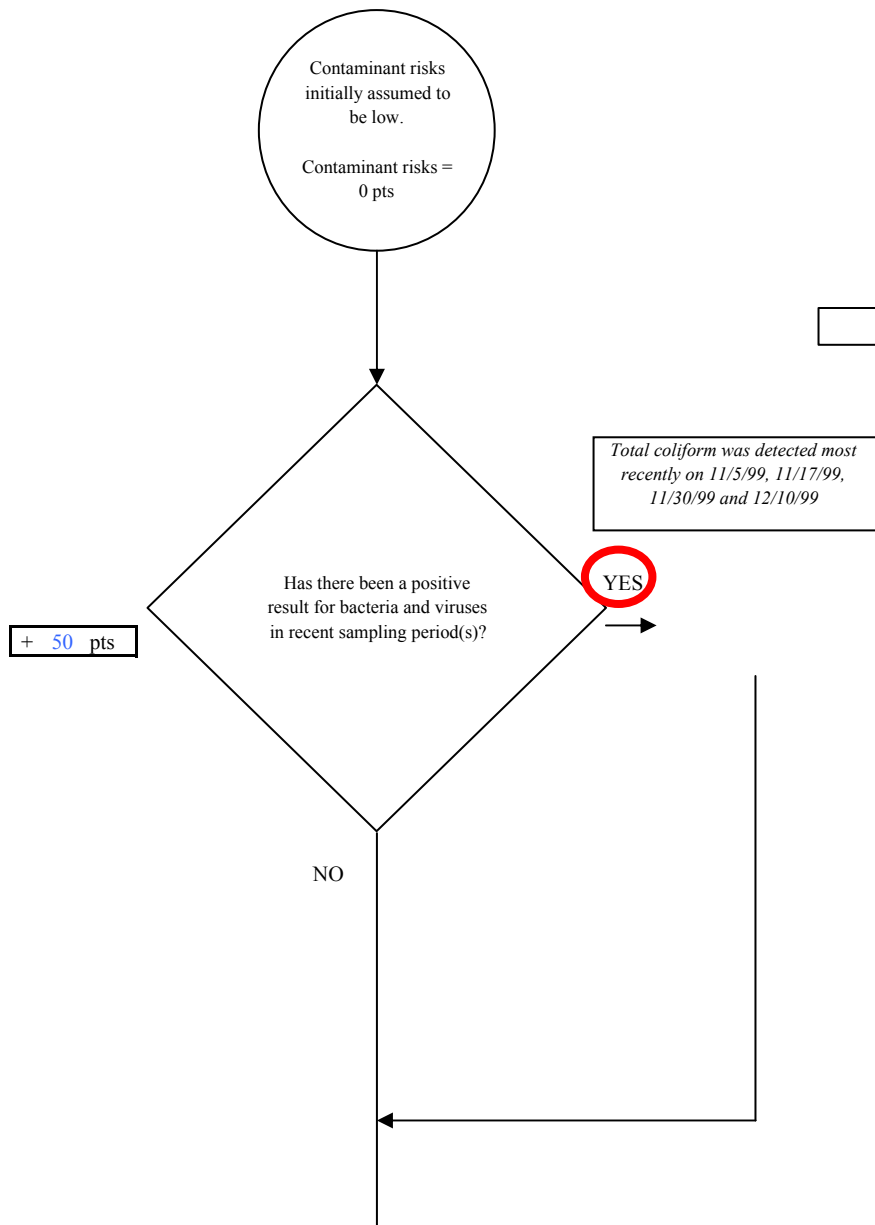 Contaminant risks
initially assumed to
be low.
Contaminant risks =
0 pts
Total coliform was detected most
recently on 11/5/99, 11/17/99,
11/30/99 and 12/10/99
YES
Has there been a positive
result for bacteria and viruses
in recent sampling period(s)?
+ 50 pts
NO